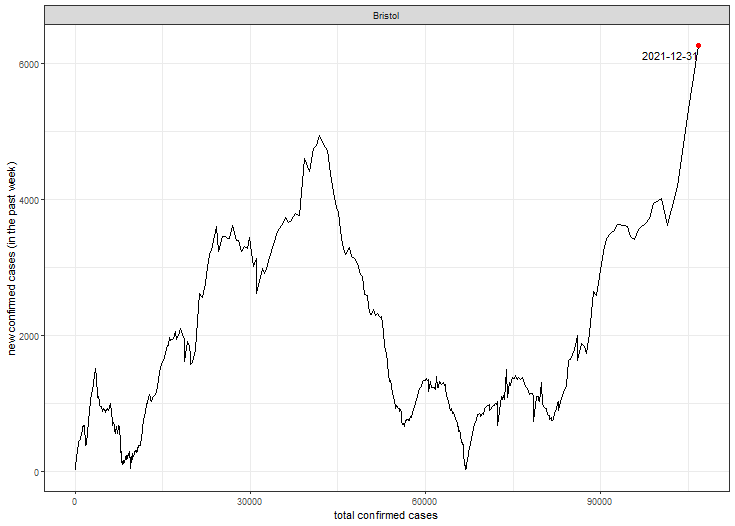 Bristol
new confirmed cases (in the past week)
6000
4000
2000
0
2021-12-31
0 30000 60000 90000
total confirmed cases